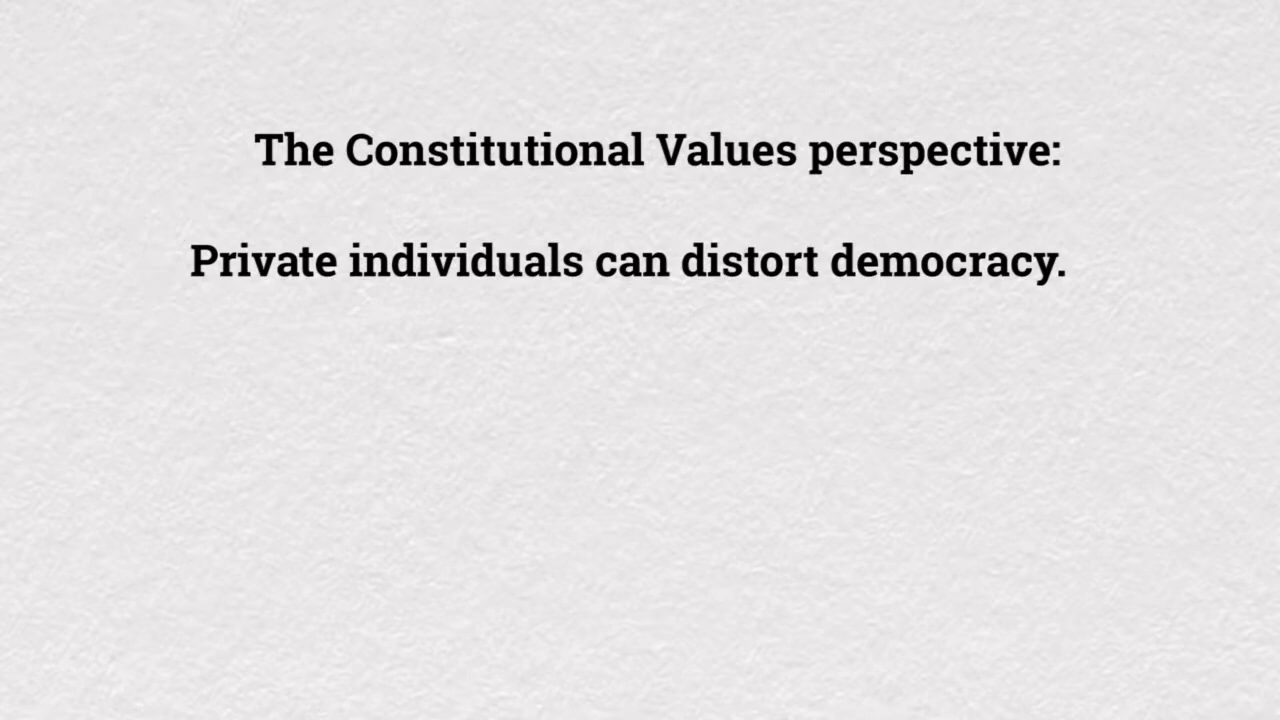 The Constitutional Values perspective:
Private individuals can distort democracy.